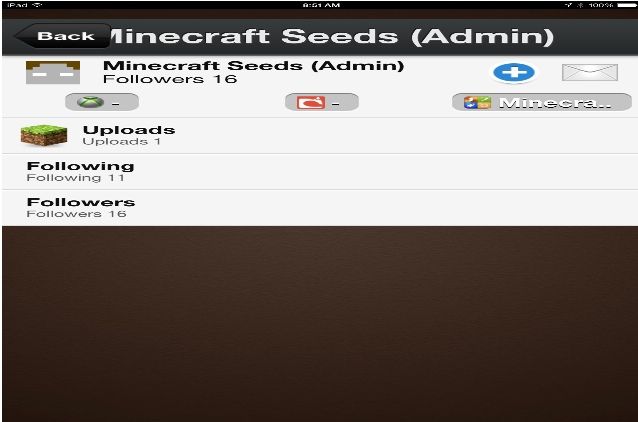 iPad 8:51 AM 100%
Back Minecraft Seeds (Admin)
Minecraft Seeds (Admin)
Followers 16
- - Minecra..
Uploads
Uploads 1
Following
Following 11
Followers
Followers 16